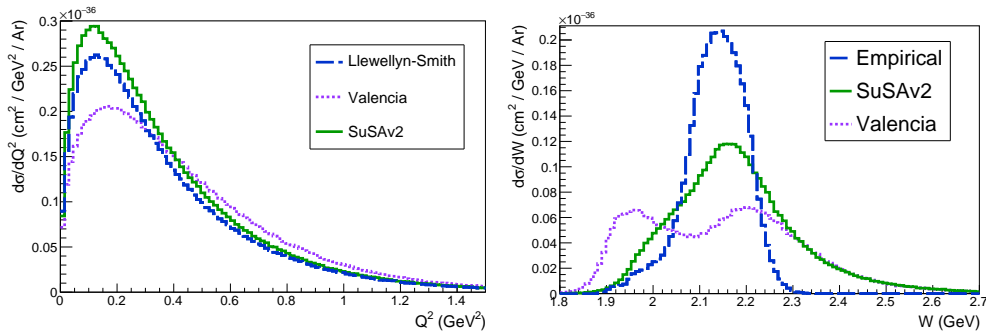 ×10⁻³⁶
dσ/dQ² (cm² / GeV² / Ar)
0.3
0.25
0.2
0.15
0.1
0.05
0
Llewellyn-Smith
Valencia
SuSAv2
0 0.2 0.4 0.6 0.8 1 1.2 1.4
Q² (GeV²)
×10⁻³⁶
dσ/dW (cm² / GeV / Ar)
0.2
0.18
0.16
0.14
0.12
0.1
0.08
0.06
0.04
0.02
0
Empirical
SuSAv2
Valencia
1.8 1.9 2 2.1 2.2 2.3 2.4 2.5 2.6 2.7
W (GeV)